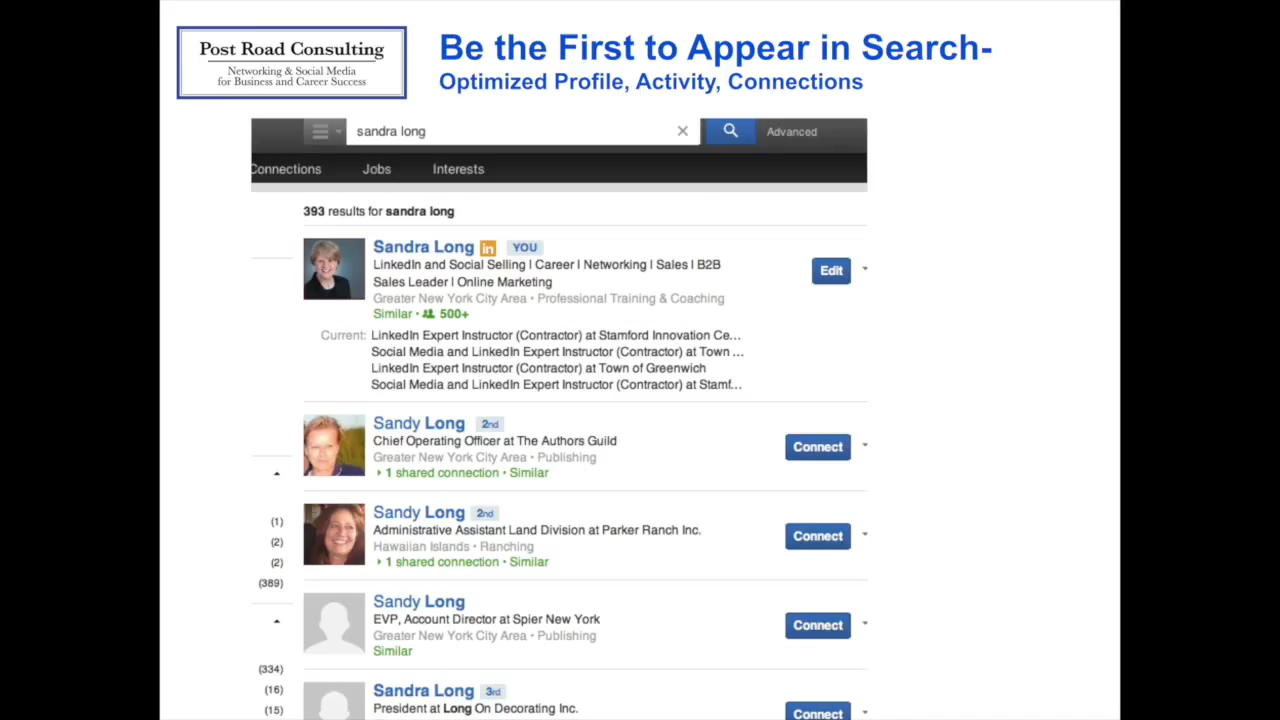 Post Road Consulting
Networking & Social Media
for Business and Career Success
Be the First to Appear in Search-
Optimized Profile, Activity, Connections
sandra long
Advanced
Connections Jobs Interests
393 results for sandra long
Sandra Long in YOU
LinkedIn and Social Selling | Career | Networking | Sales | B2B
Sales Leader | Online Marketing
Edit
Greater New York City Area • Professional Training & Coaching
Similar • 500+
Current: LinkedIn Expert Instructor (Contractor) at Stamford Innovation Ce...
Social Media and LinkedIn Expert Instructor (Contractor) at Town ...
LinkedIn Expert Instructor (Contractor) at Town of Greenwich
Social Media and LinkedIn Expert Instructor (Contractor) at Stamf...
Sandy Long 2nd
Chief Operating Officer at The Authors Guild
Connect
Greater New York City Area • Publishing
1 shared connection • Similar
Sandy Long 2nd
(1)
Administrative Assistant Land Division at Parker Ranch Inc.
Connect
(2)
Hawaiian Islands • Ranching
(2)
1 shared connection • Similar
(389)
Sandy Long
EVP, Account Director at Spier New York
Connect
Greater New York City Area • Publishing
Similar
(334)
(16)
Sandra Long 3rd
(15)
President at Long On Decorating Inc.
Connect